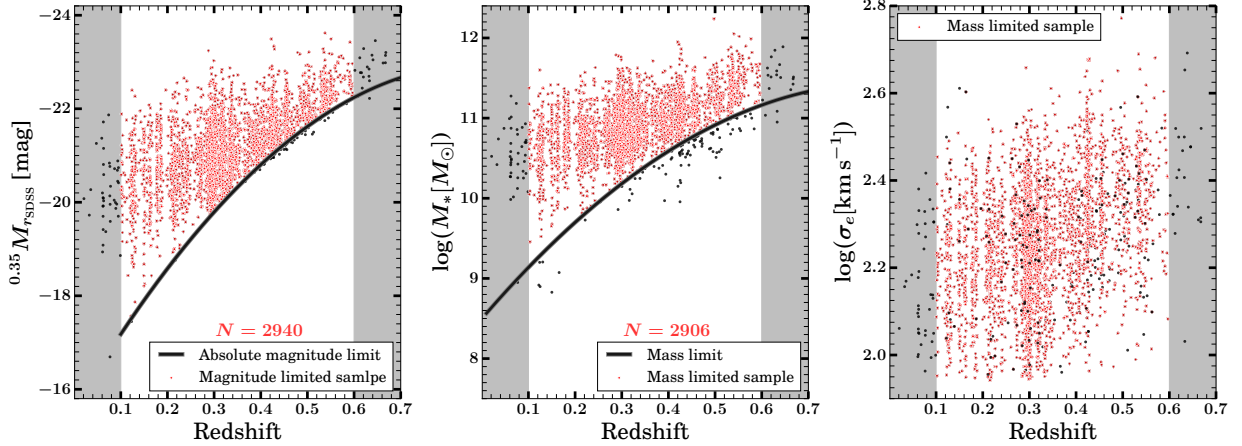 −24
−22
−20
−18
−16
0.1 0.2 0.3 0.4 0.5 0.6 0.7
Redshift
0.35 M r SDSS [mag]
N = 2940
Absolute magnitude limit
Magnitude limited samlpe
12
11
10
9
8
0.1 0.2 0.3 0.4 0.5 0.6 0.7
Redshift
log(M* [M⊙])
N = 2906
Mass limit
Mass limited sample
2.8
2.6
2.4
2.2
2.0
0.1 0.2 0.3 0.4 0.5 0.6 0.7
Redshift
log(σe[km s−1])
Mass limited sample